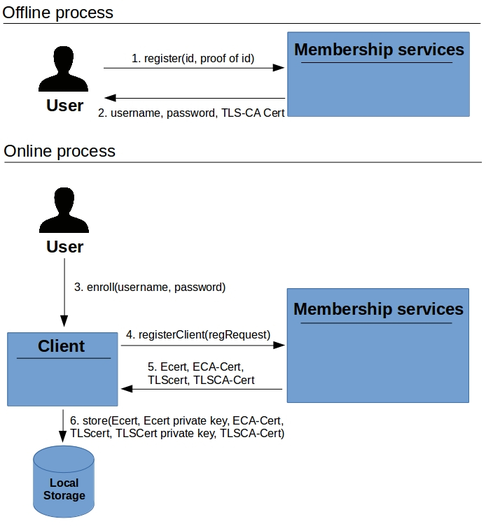 Offline process
Membership services
1. register(id, proof of id)
User
2. username, password, TLS-CA Cert
Online process
User
3. enroll(username, password)
Membership services
Client
4. registerClient(regRequest)
5. Ecert, ECA-Cert,
TLScert, TLSCA-Cert
6. store(Ecert, Ecert private key, ECA-Cert,
TLScert, TLSCert private key, TLSCA-Cert)
Local
Storage